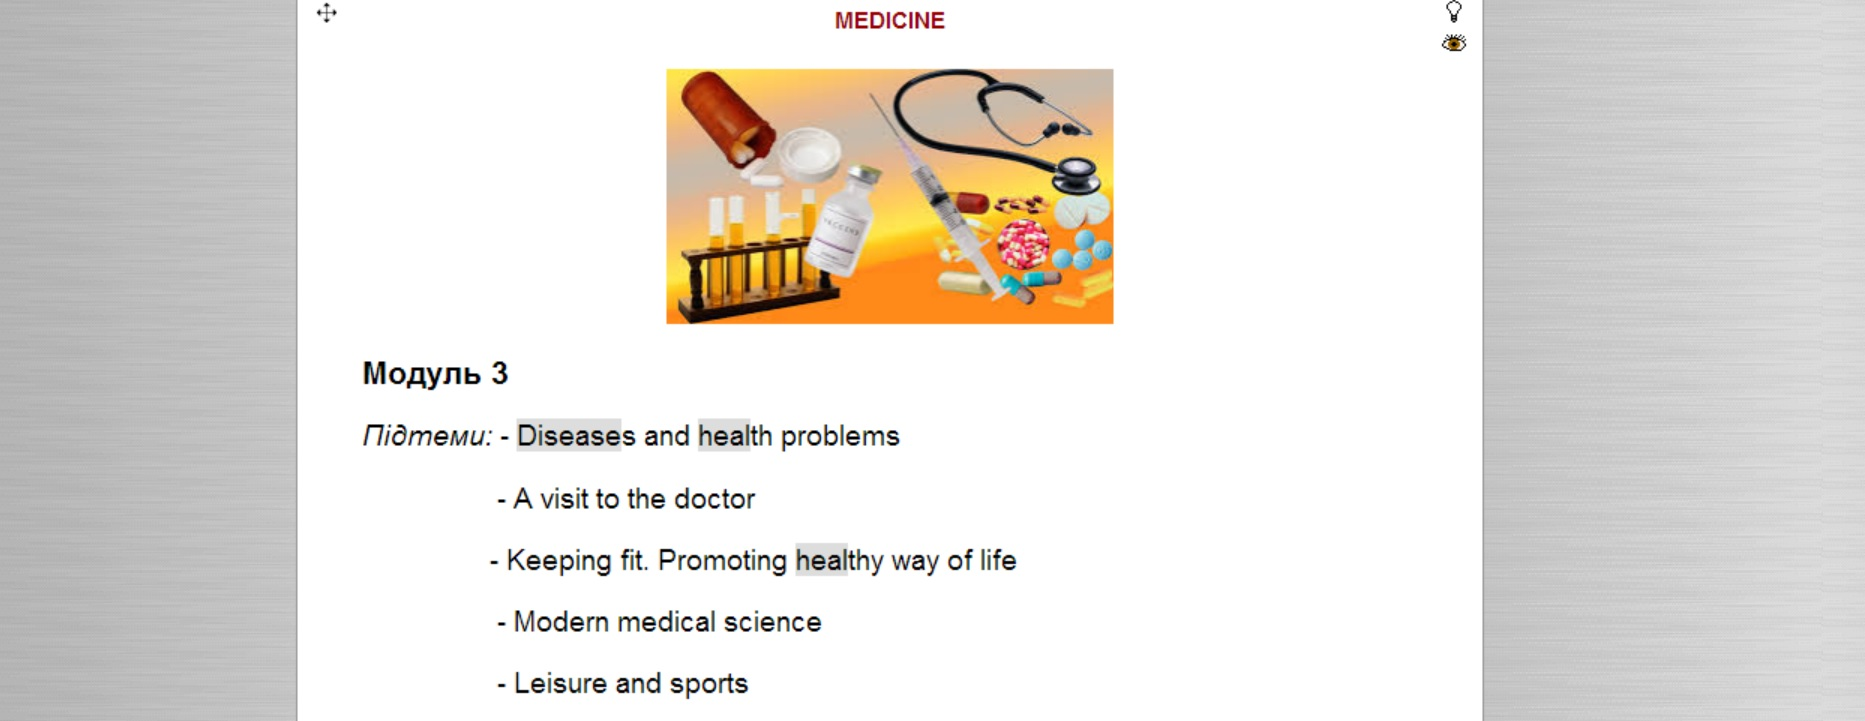 MEDICINE
VACCINE
Модуль 3
Підтеми: - Diseases and health problems
- A visit to the doctor
- Keeping fit. Promoting healthy way of life
- Modern medical science
- Leisure and sports